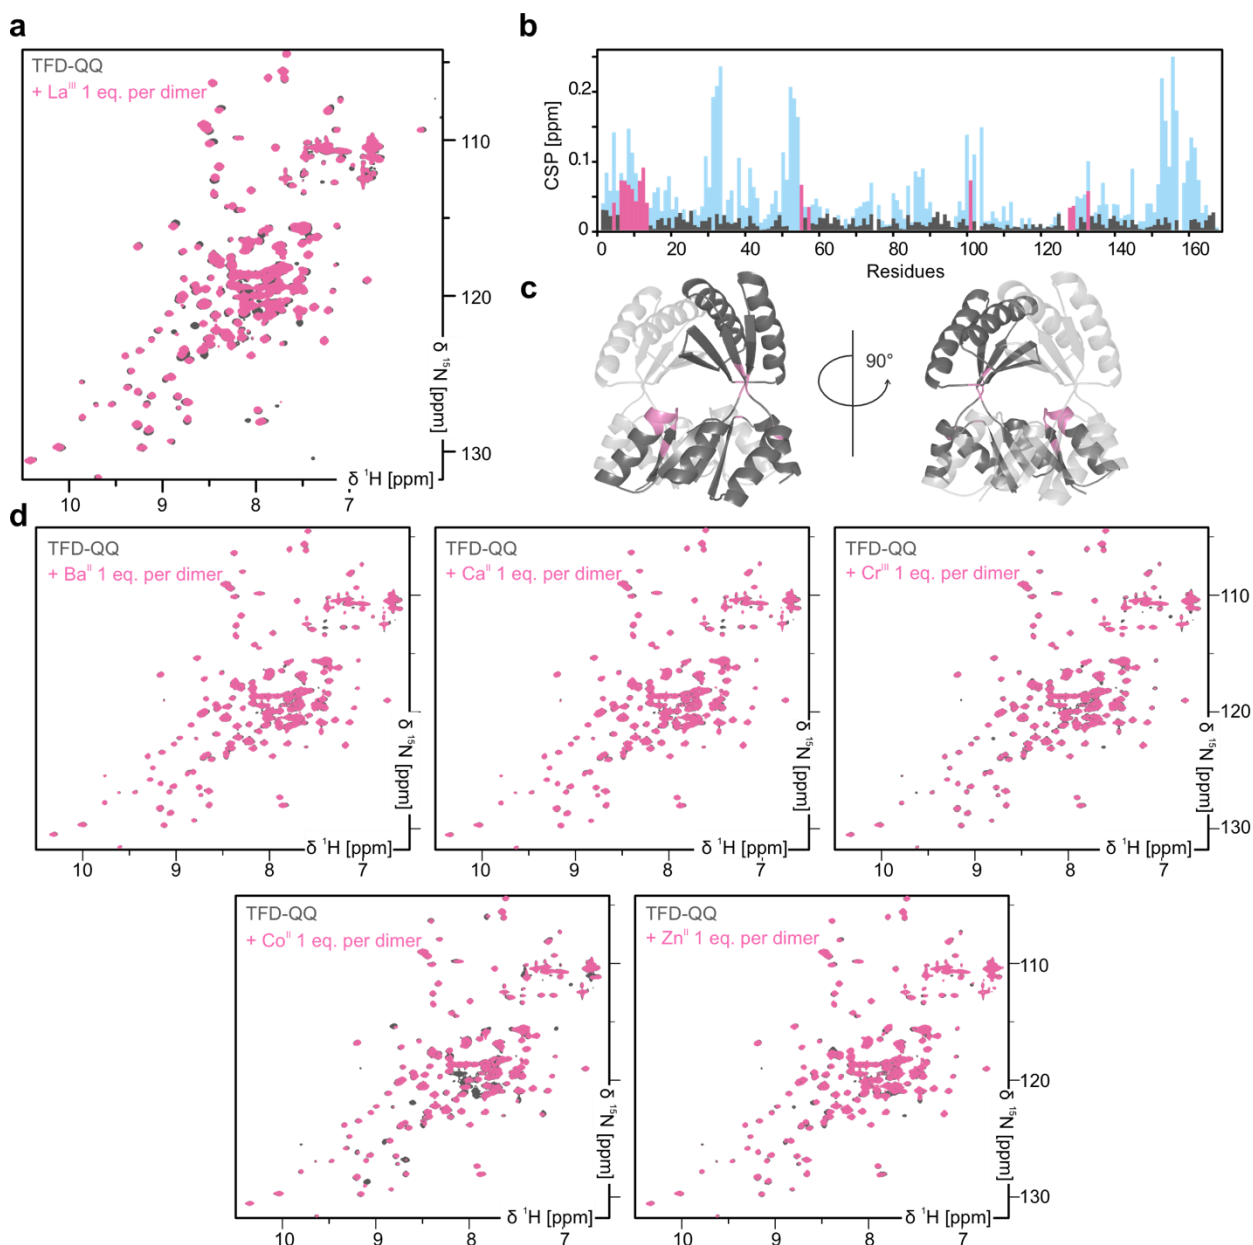 a
TFD-QQ
+ La^III 1 eq. per dimer
110
120
130
δ ¹⁵N [ppm]
δ ¹H [ppm]
10
9
8
7
b
CSP [ppm]
0.2
0.1
0
0
20
40
60
80
100
120
140
160
Residues
c
90°
d
TFD-QQ
+ Ba^II 1 eq. per dimer
δ ¹⁵N [ppm]
δ ¹H [ppm]
10
9
8
7
TFD-QQ
+ Ca^II 1 eq. per dimer
δ ¹⁵N [ppm]
δ ¹H [ppm]
10
9
8
7
TFD-QQ
+ Cr^III 1 eq. per dimer
110
120
130
δ ¹⁵N [ppm]
δ ¹H [ppm]
10
9
8
7
TFD-QQ
+ Co^II 1 eq. per dimer
δ ¹⁵N [ppm]
δ ¹H [ppm]
10
9
8
7
TFD-QQ
+ Zn^II 1 eq. per dimer
110
120
130
δ ¹⁵N [ppm]
δ ¹H [ppm]
10
9
8
7